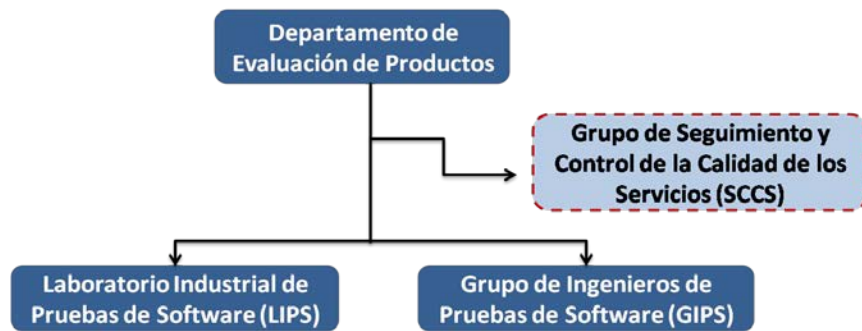 Departamento de
Evaluación de Productos
Grupo de Seguimiento y
Control de la Calidad de los
Servicios (SCCS)
Laboratorio Industrial de
Pruebas de Software (LIPS)
Grupo de Ingenieros de
Pruebas de Software (GIPS)